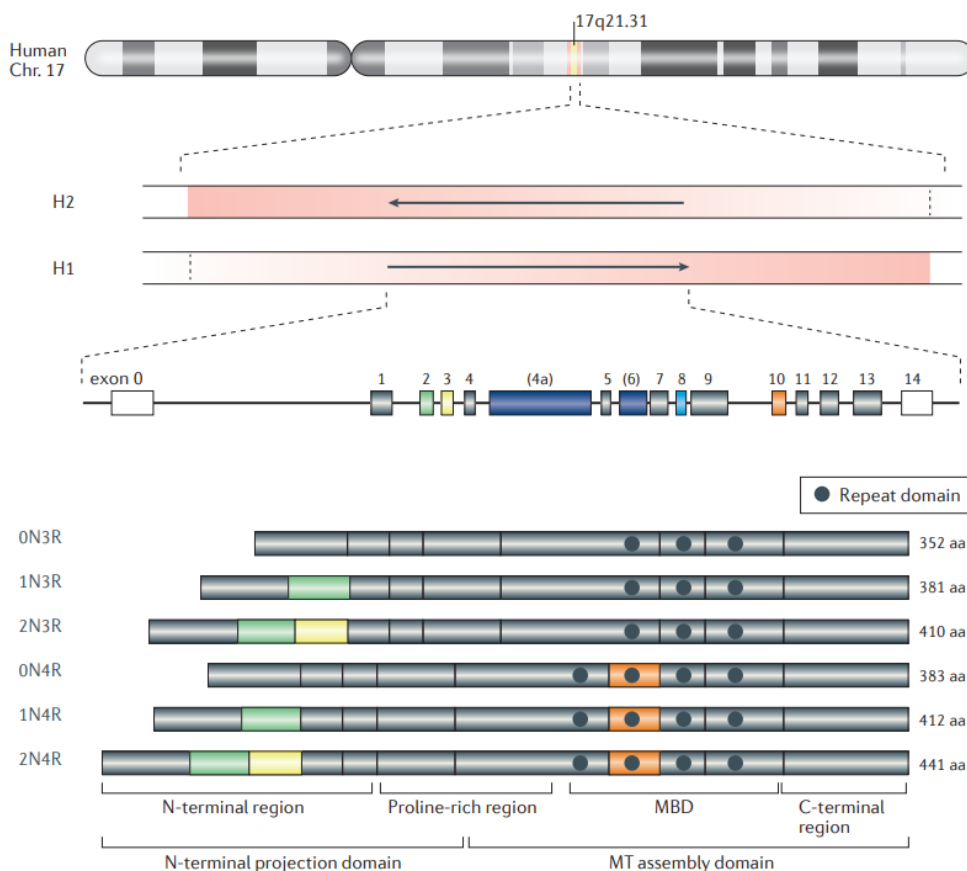 17q21.31
Human
Chr. 17
H2
H1
exon 0 1 2 3 4 (4a) 5 (6) 7 8 9 10 11 12 13 14
Repeat domain
0N3R 352 aa
1N3R 381 aa
2N3R 410 aa
0N4R 383 aa
1N4R 412 aa
2N4R 441 aa
N-terminal region Proline-rich region MBD C-terminal
region
N-terminal projection domain MT assembly domain